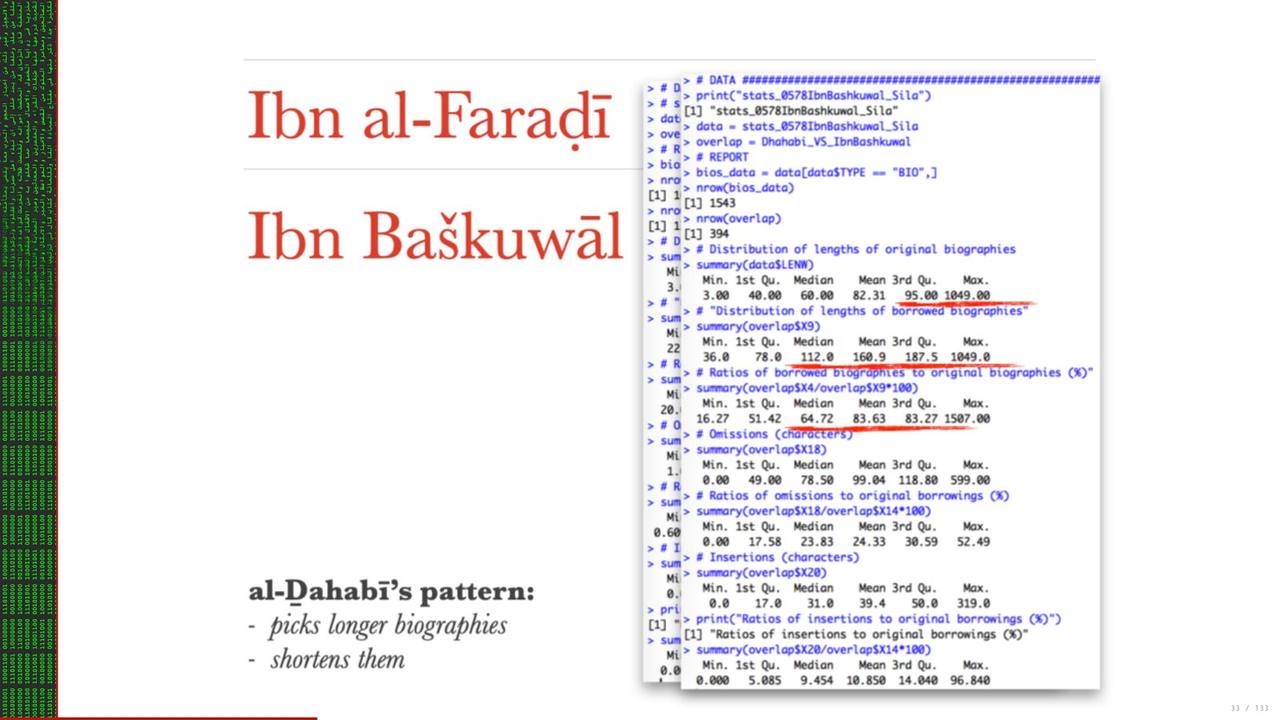 Ibn al-Faraḍī
Ibn Baškuwāl
al-Ḏahabī’s pattern:
- picks longer biographies
- shortens them
> # DATA #######################################################
> print("stats_0578IbnBashkuwal_Sila")
[1] "stats_0578IbnBashkuwal_Sila"
> data = stats_0578IbnBashkuwal_Sila
> overlap = Dhahabi_VS_IbnBashkuwal
> # REPORT
> bios_data = data[data$TYPE == "BIO",]
> nrow(bios_data)
[1] 1543
> nrow(overlap)
[1] 394
> # Distribution of lengths of original biographies
> summary(data$LENW)
Min. 1st Qu. Median Mean 3rd Qu. Max.
3.00 40.00 60.00 82.31 95.00 1049.00
> # "Distribution of lengths of borrowed biographies"
> summary(overlap$X9)
Min. 1st Qu. Median Mean 3rd Qu. Max.
36.0 78.0 112.0 160.9 187.5 1049.0
> # Ratios of borrowed biographies to original biographies (%)"
> summary(overlap$X4/overlap$X9*100)
Min. 1st Qu. Median Mean 3rd Qu. Max.
16.27 51.42 64.72 83.63 83.27 1507.00
> # Omissions (characters)
> summary(overlap$X18)
Min. 1st Qu. Median Mean 3rd Qu. Max.
0.00 49.00 78.50 99.04 118.80 599.00
> # Ratios of omissions to original borrowings (%)
> summary(overlap$X18/overlap$X14*100)
Min. 1st Qu. Median Mean 3rd Qu. Max.
0.00 17.58 23.83 24.33 30.59 52.49
> # Insertions (characters)
> summary(overlap$X20)
Min. 1st Qu. Median Mean 3rd Qu. Max.
0.0 17.0 31.0 39.4 50.0 319.0
> print("Ratios of insertions to original borrowings (%)")
[1] "Ratios of insertions to original borrowings (%)"
> summary(overlap$X20/overlap$X14*100)
Min. 1st Qu. Median Mean 3rd Qu. Max.
0.000 5.085 9.454 10.850 14.040 96.840
33 / 133